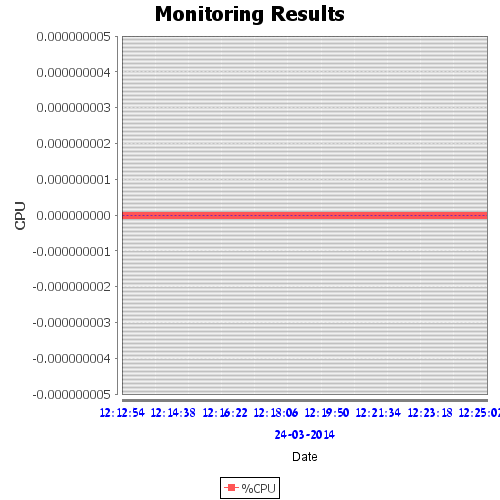 Monitoring Results
0.000000005
0.000000004
0.000000003
0.000000002
0.000000001
0.000000000
-0.000000001
-0.000000002
-0.000000003
-0.000000004
-0.000000005
CPU
12:12:54 12:14:38 12:16:22 12:18:06 12:19:50 12:21:34 12:23:18 12:25:02
24-03-2014
Date
%CPU